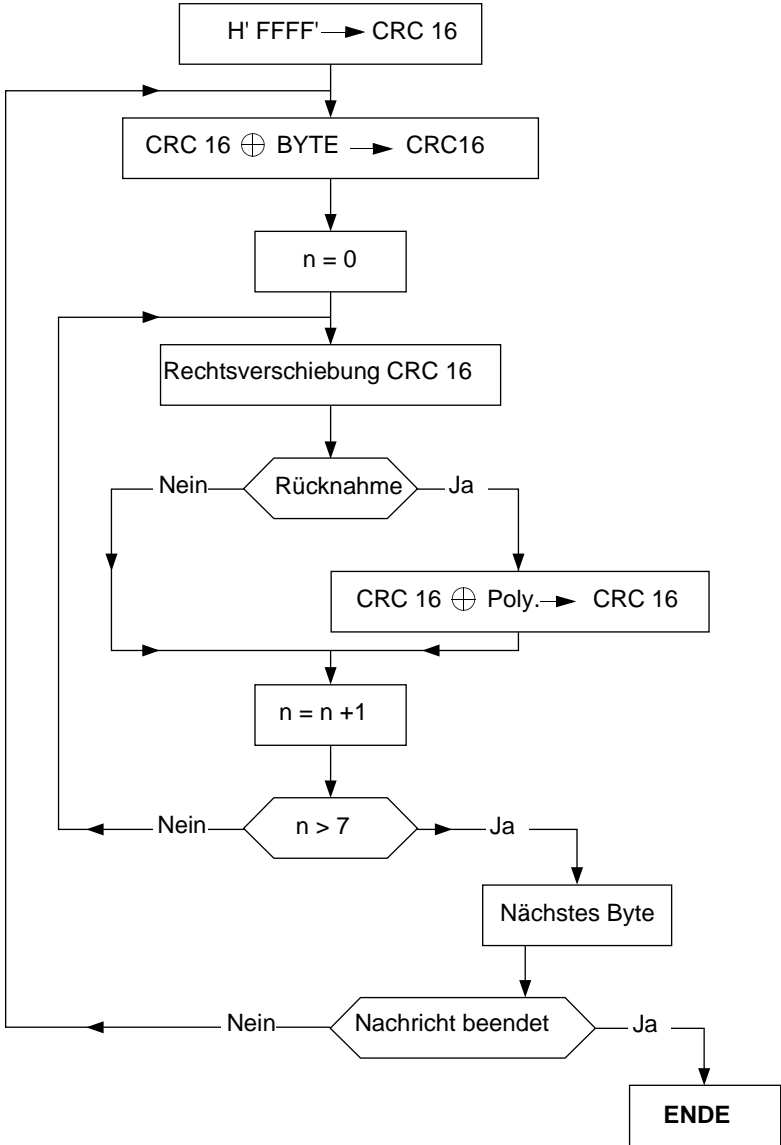 H' FFFF' → CRC 16
CRC 16 ⊕ BYTE → CRC16
n = 0
Rechtsverschiebung CRC 16
Nein
Rücknahme
Ja
CRC 16 ⊕ Poly. → CRC 16
n = n +1
Nein
n > 7
Ja
Nächstes Byte
Nein
Nachricht beendet
Ja
ENDE